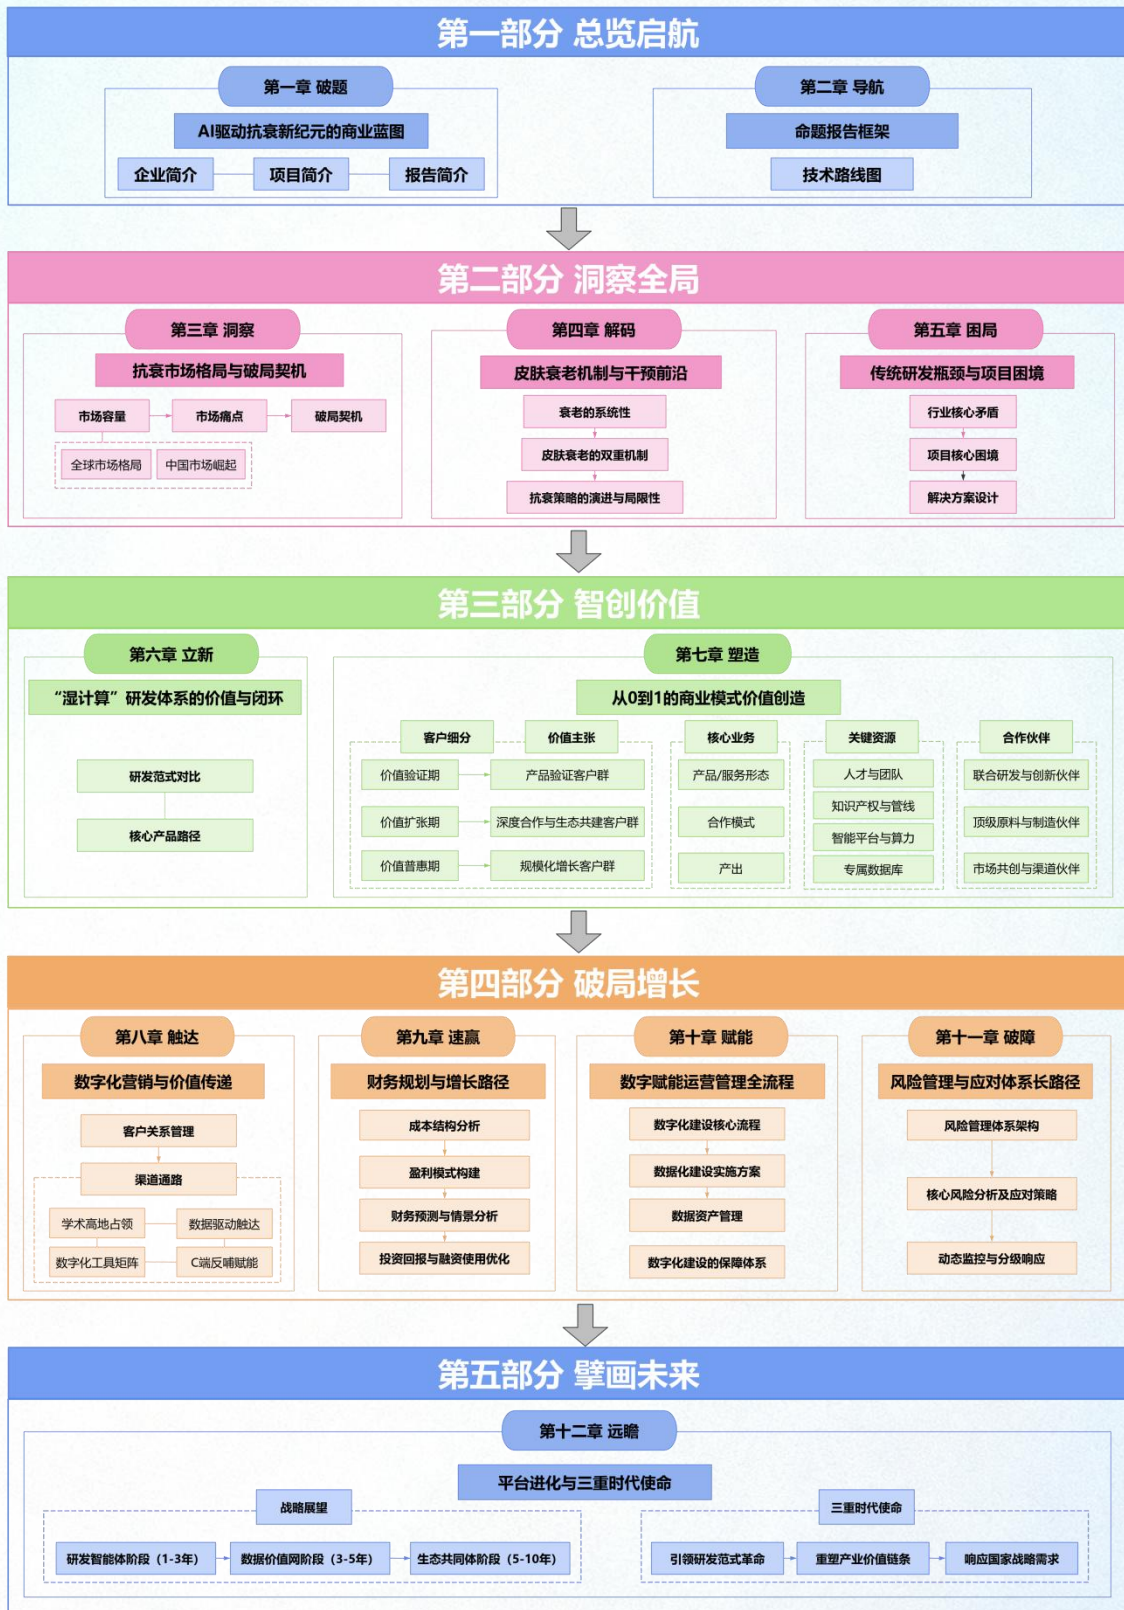 第一部分 总览启航
第一章 破题
第二章 导航
AI驱动抗衰新纪元的商业蓝图
命题报告框架
企业简介
项目简介
报告简介
技术路线图
第二部分 洞察全局
第三章 洞察
第四章 解码
第五章 困局
抗衰市场格局与破局契机
皮肤衰老机制与干预前沿
传统研发瓶颈与项目困境
市场容量
市场痛点
破局契机
全球市场格局
中国市场崛起
衰老的系统性
皮肤衰老的双重机制
抗衰策略的演进与局限性
行业核心矛盾
项目核心困境
解决方案设计
第三部分 智创价值
第六章 立新
第七章 塑造
“湿计算”研发体系的价值与闭环
从0到1的商业模式价值创造
研发范式对比
核心产品路径
客户细分
价值主张
核心业务
关键资源
合作伙伴
价值验证期
产品验证客户群
价值扩张期
深度合作与生态共建客户群
价值普惠期
规模化增长客户群
产品/服务形态
合作模式
产出
人才与团队
知识产权与管线
智能平台与算力
专属数据库
联合研发与创新伙伴
顶级原料与制造伙伴
市场共创与渠道伙伴
第四部分 破局增长
第八章 触达
第九章 速赢
第十章 赋能
第十一章 破障
数字化营销与价值传递
财务规划与增长路径
数字赋能运营管理全流程
风险管理与应对体系长路径
客户关系管理
渠道通路
学术高地占领
数据驱动触达
数字化工具矩阵
C端反哺赋能
成本结构分析
盈利模式构建
财务预测与情景分析
投资回报与融资使用优化
数字化建设核心流程
数据化建设实施方案
数据资产管理
数字化建设的保障体系
风险管理体系架构
核心风险分析及应对策略
动态监控与分级响应
第五部分 擘画未来
第十二章 远瞻
平台进化与三重时代使命
战略展望
三重时代使命
研发智能体阶段（1-3年）
数据价值网阶段（3-5年）
生态共同体阶段（5-10年）
引领研发范式革命
重塑产业价值链条
响应国家战略需求